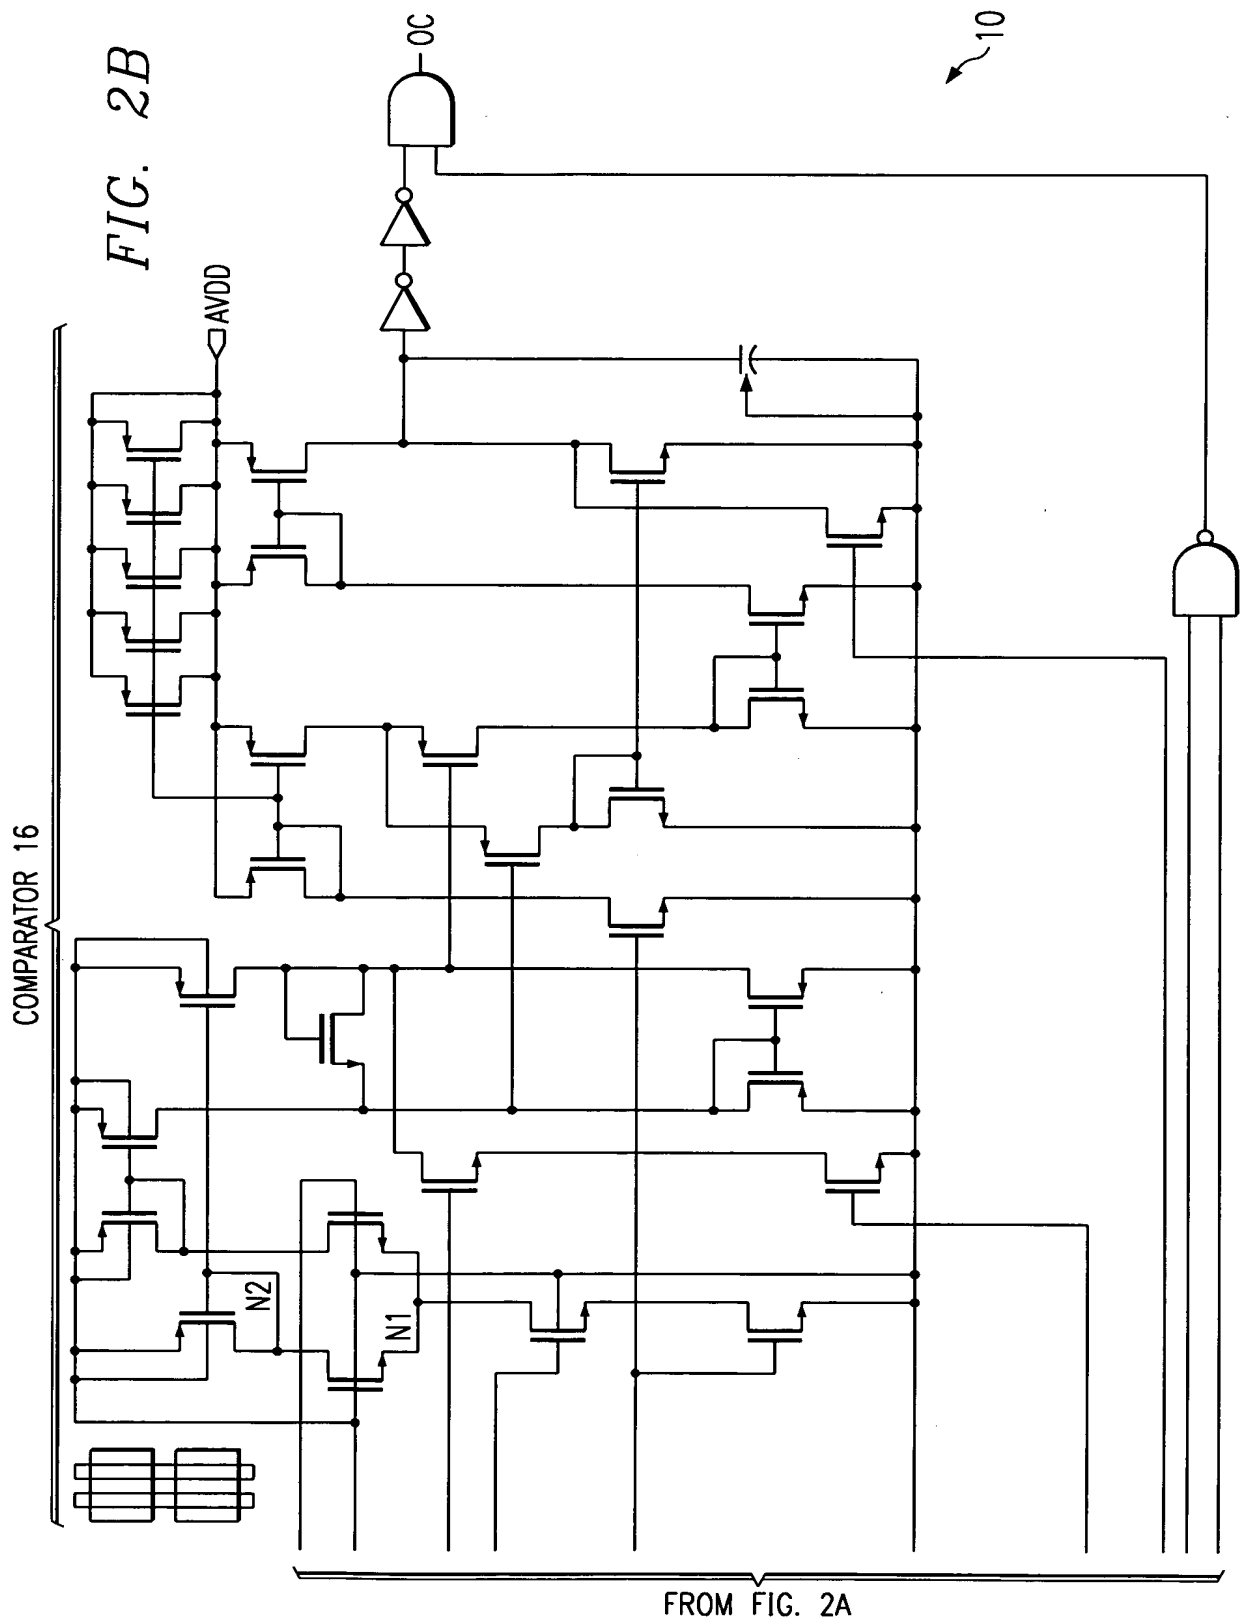 FIG. 2B
COMPARATOR 16
AVDD
OC
10
N2
N1
FROM FIG. 2A